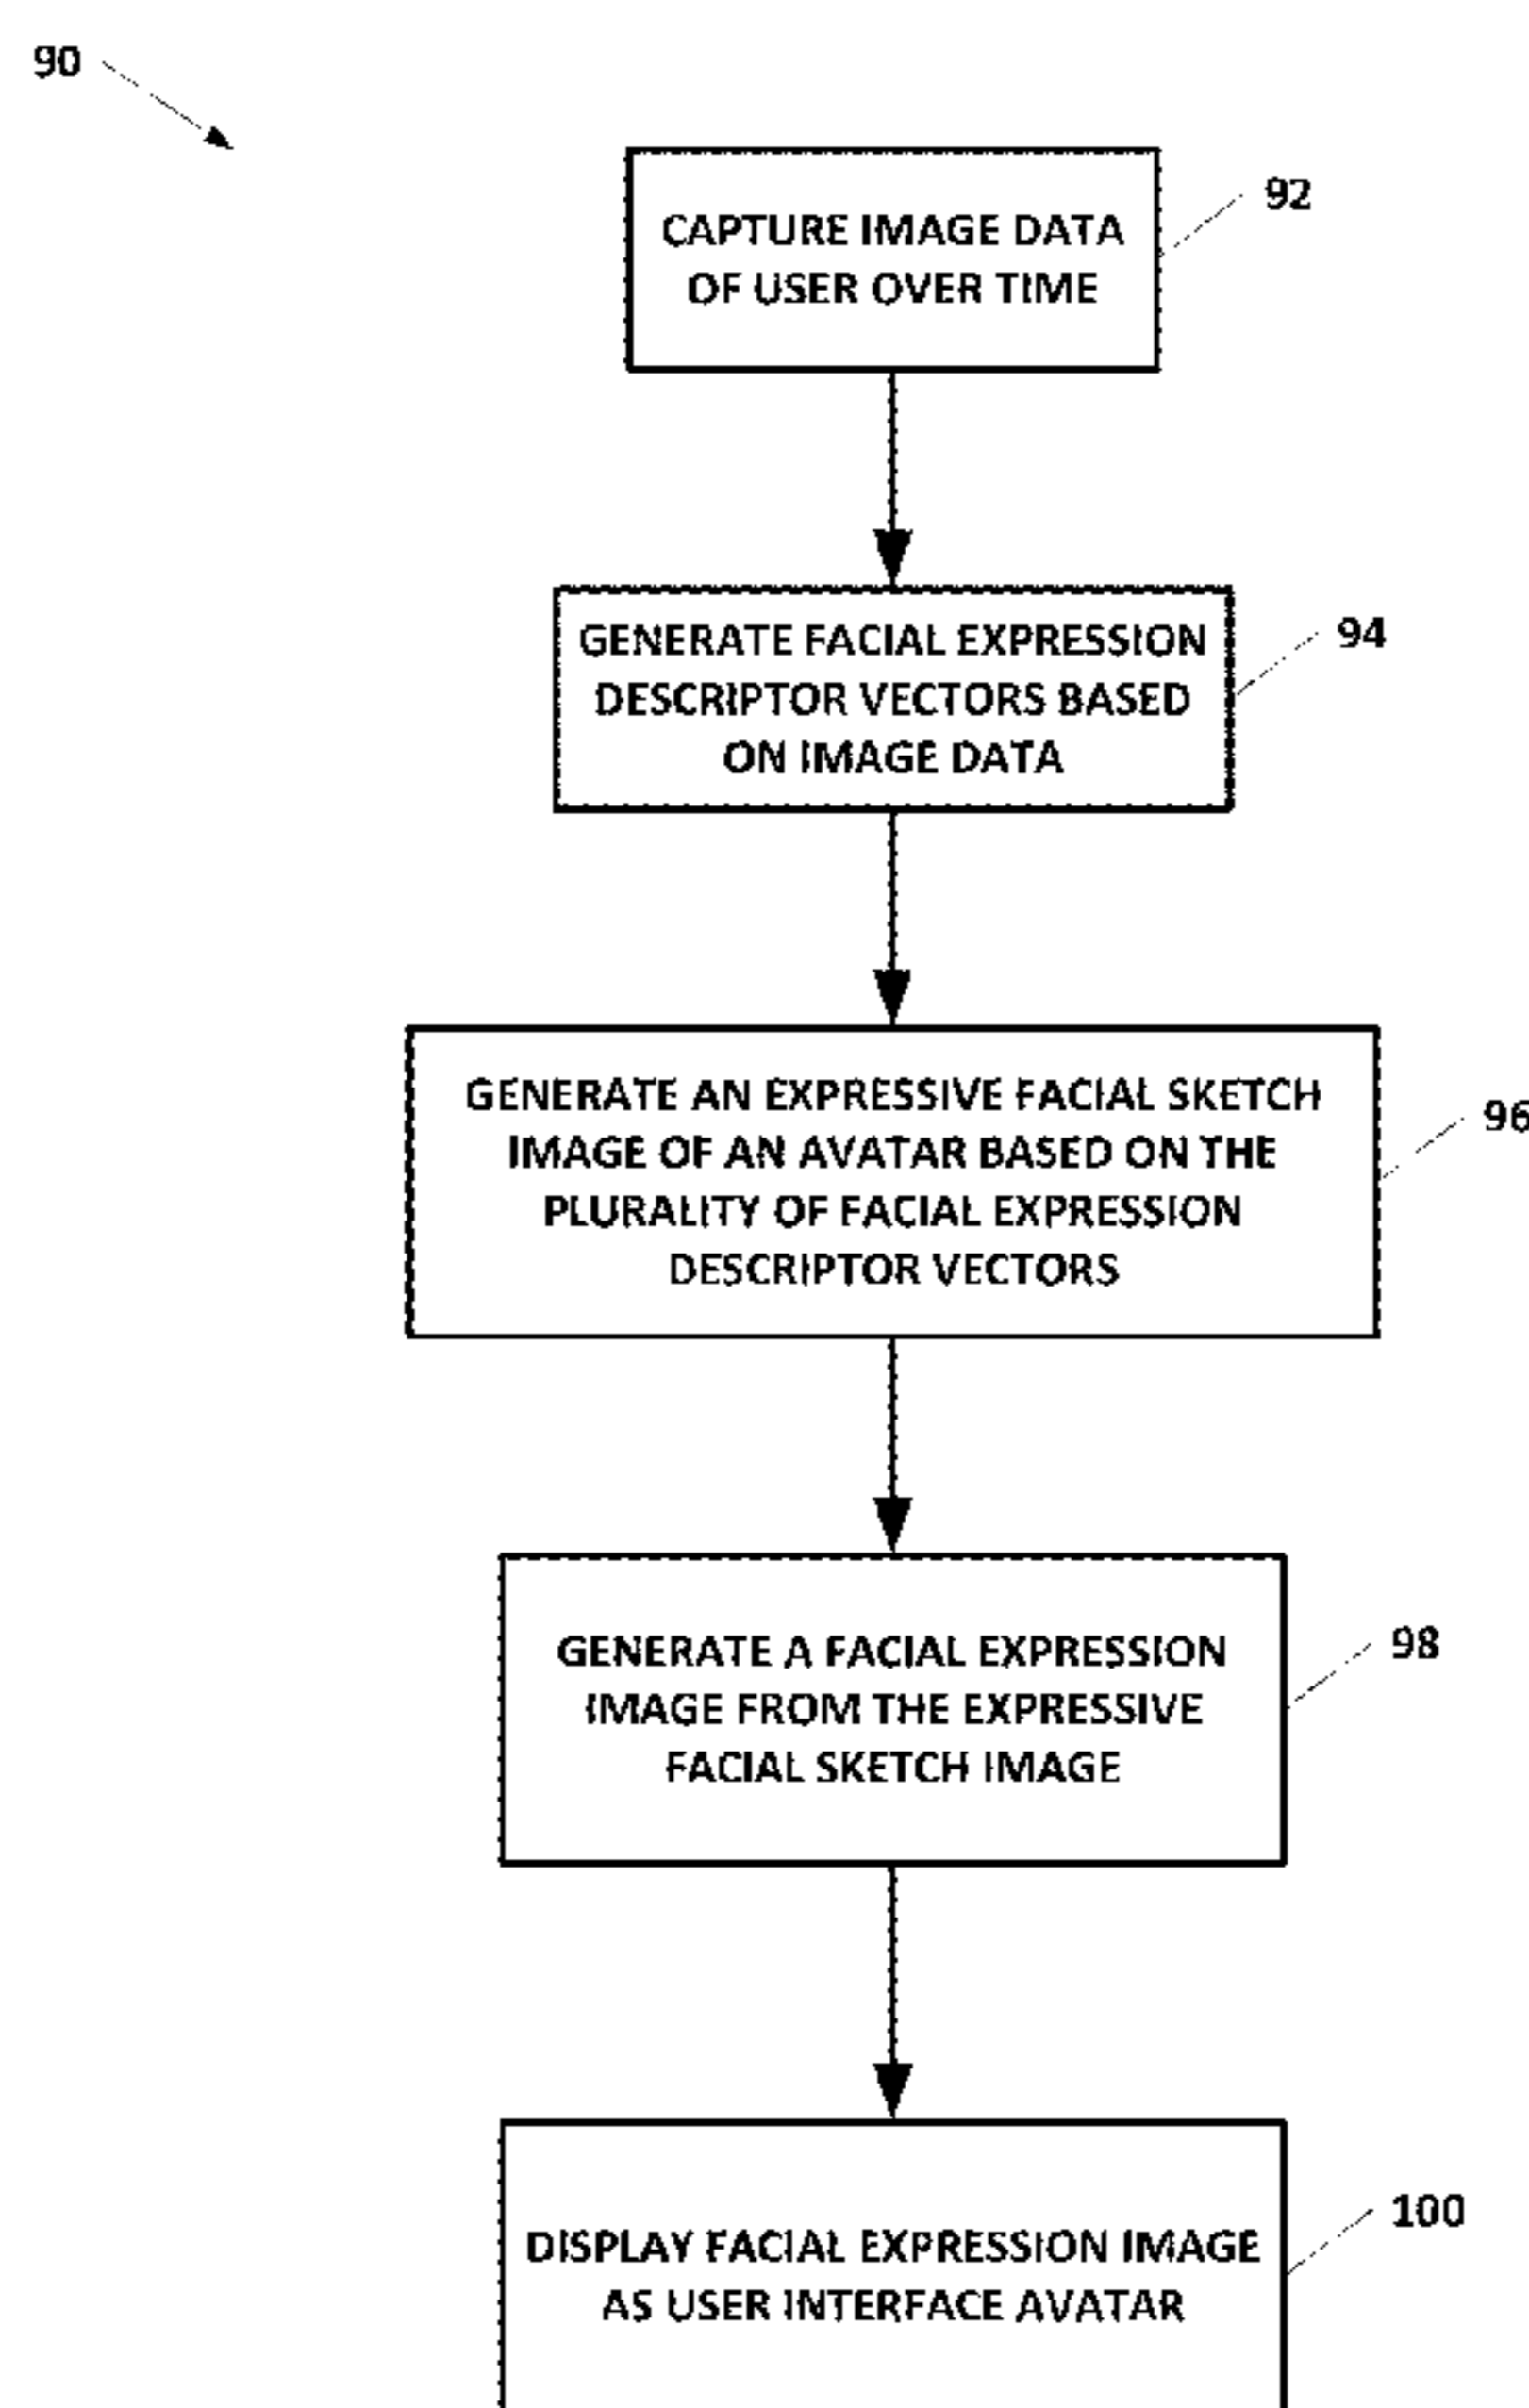 90
92
CAPTURE IMAGE DATA
OF USER OVER TIME
94
GENERATE FACIAL EXPRESSION
DESCRIPTOR VECTORS BASED
ON IMAGE DATA
96
GENERATE AN EXPRESSIVE FACIAL SKETCH
IMAGE OF AN AVATAR BASED ON THE
PLURALITY OF FACIAL EXPRESSION
DESCRIPTOR VECTORS
98
GENERATE A FACIAL EXPRESSION
IMAGE FROM THE EXPRESSIVE
FACIAL SKETCH IMAGE
100
DISPLAY FACIAL EXPRESSION IMAGE
AS USER INTERFACE AVATAR